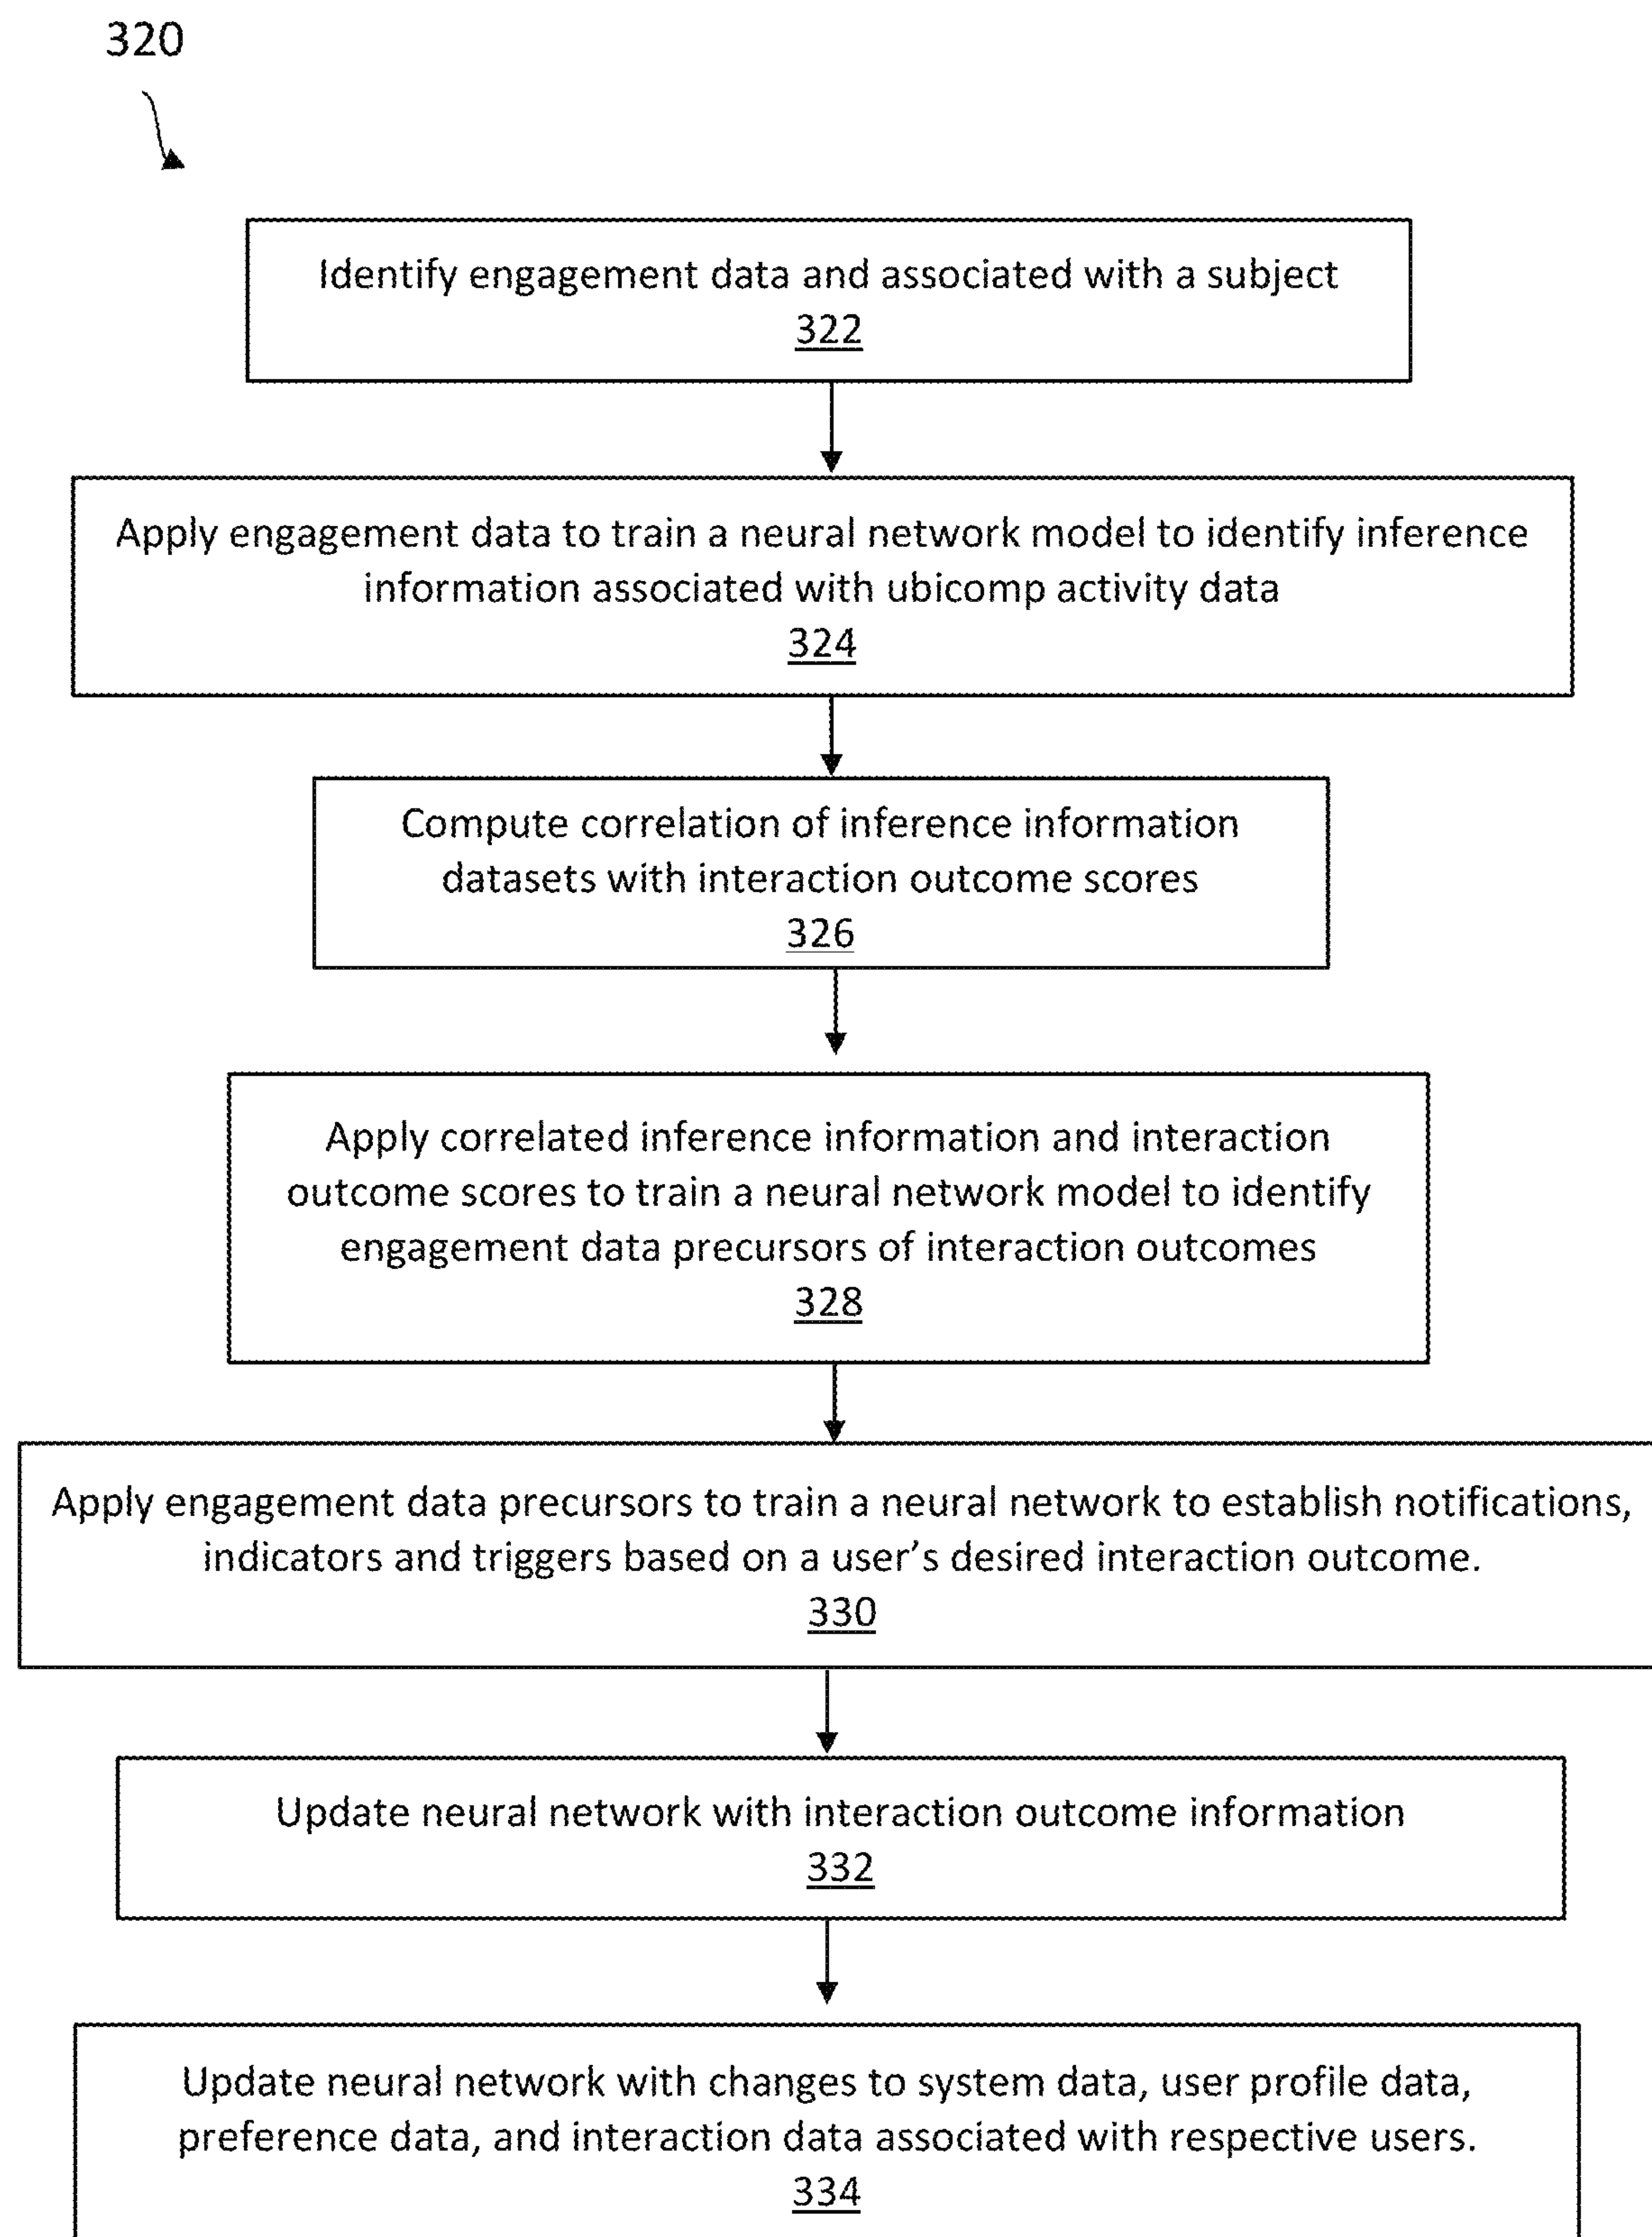 320
Identify engagement data and associated with a subject
322
Apply engagement data to train a neural network model to identify inference
information associated with ubicomp activity data
324
Compute correlation of inference information
datasets with interaction outcome scores
326
Apply correlated inference information and interaction
outcome scores to train a neural network model to identify
engagement data precursors of interaction outcomes
328
Apply engagement data precursors to train a neural network to establish notifications,
indicators and triggers based on a user's desired interaction outcome.
330
Update neural network with interaction outcome information
332
Update neural network with changes to system data, user profile data,
preference data, and interaction data associated with respective users.
334